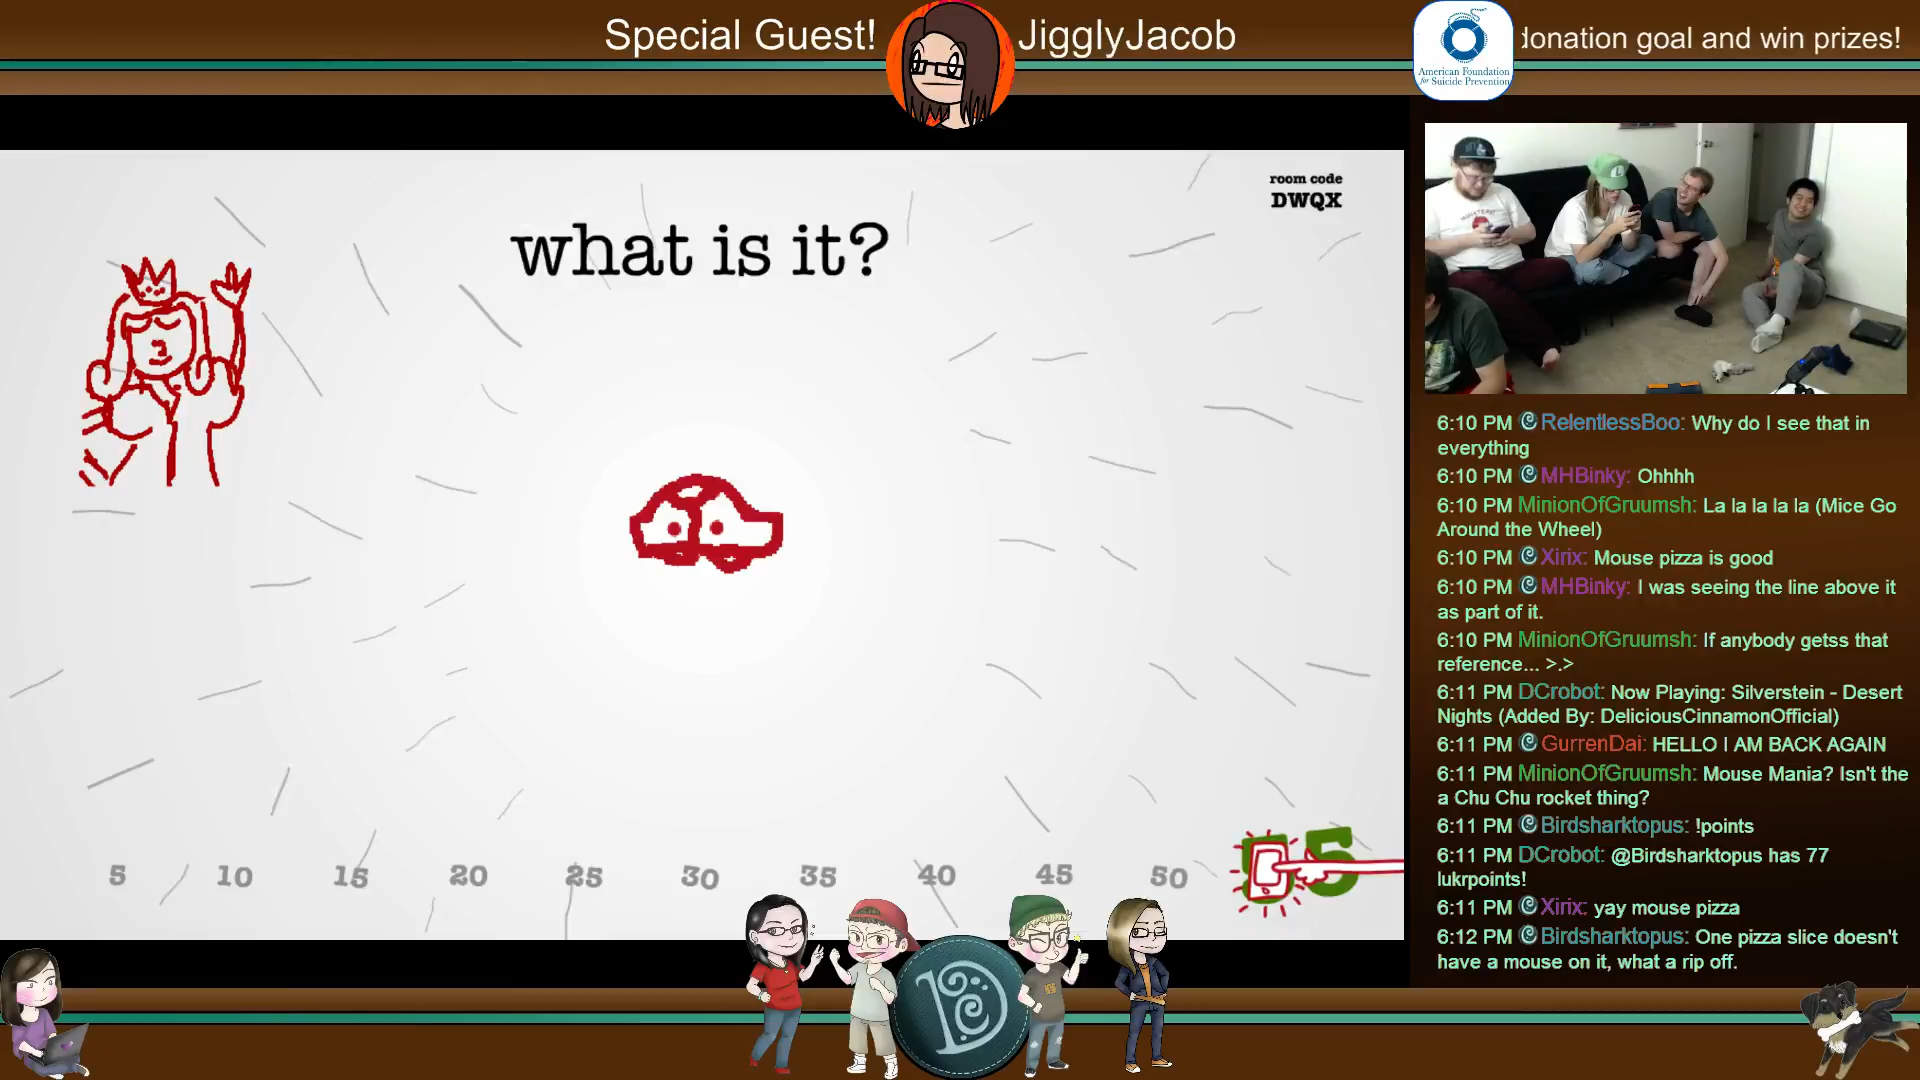 Special Guest!
JigglyJacob
American Foundation
for Suicide Prevention
donation goal and win prizes!
room code
DWQX
what is it?
6:10 PM RelentlessBoo: Why do I see that in
everything
6:10 PM MHBinky: Ohhhh
6:10 PM MinionOfGruumsh: La la la la la (Mice Go
Around the Wheel)
6:10 PM Xirix: Mouse pizza is good
6:10 PM MHBinky: I was seeing the line above it
as part of it.
6:10 PM MinionOfGruumsh: If anybody getss that
reference... >.>
6:11 PM DCrobot: Now Playing: Silverstein - Desert
Nights (Added By: DeliciousCinnamonOfficial)
6:11 PM GurrenDai: HELLO I AM BACK AGAIN
6:11 PM MinionOfGruumsh: Mouse Mania? Isn't the
a Chu Chu rocket thing?
6:11 PM Birdsharktopus: !points
6:11 PM DCrobot: @Birdsharktopus has 77
lukrpoints!
6:11 PM Xirix: yay mouse pizza
6:12 PM Birdsharktopus: One pizza slice doesn't
have a mouse on it, what a rip off.
5 10 15 20 25 30 35 40 45 50 55